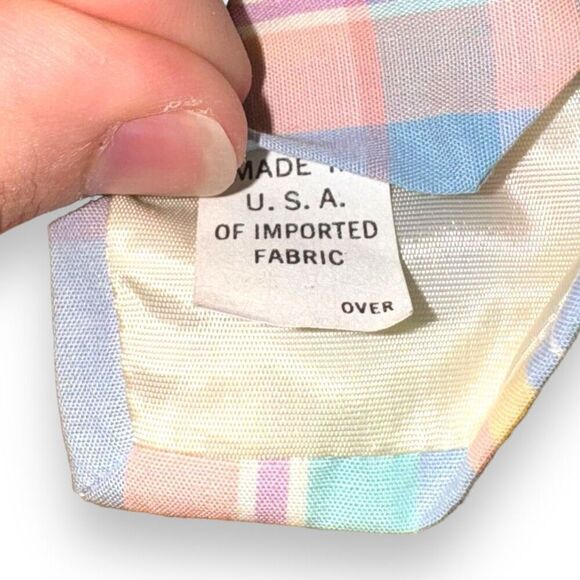 MADE
U. S. A.
OF IMPORTED
FABRIC
OVER